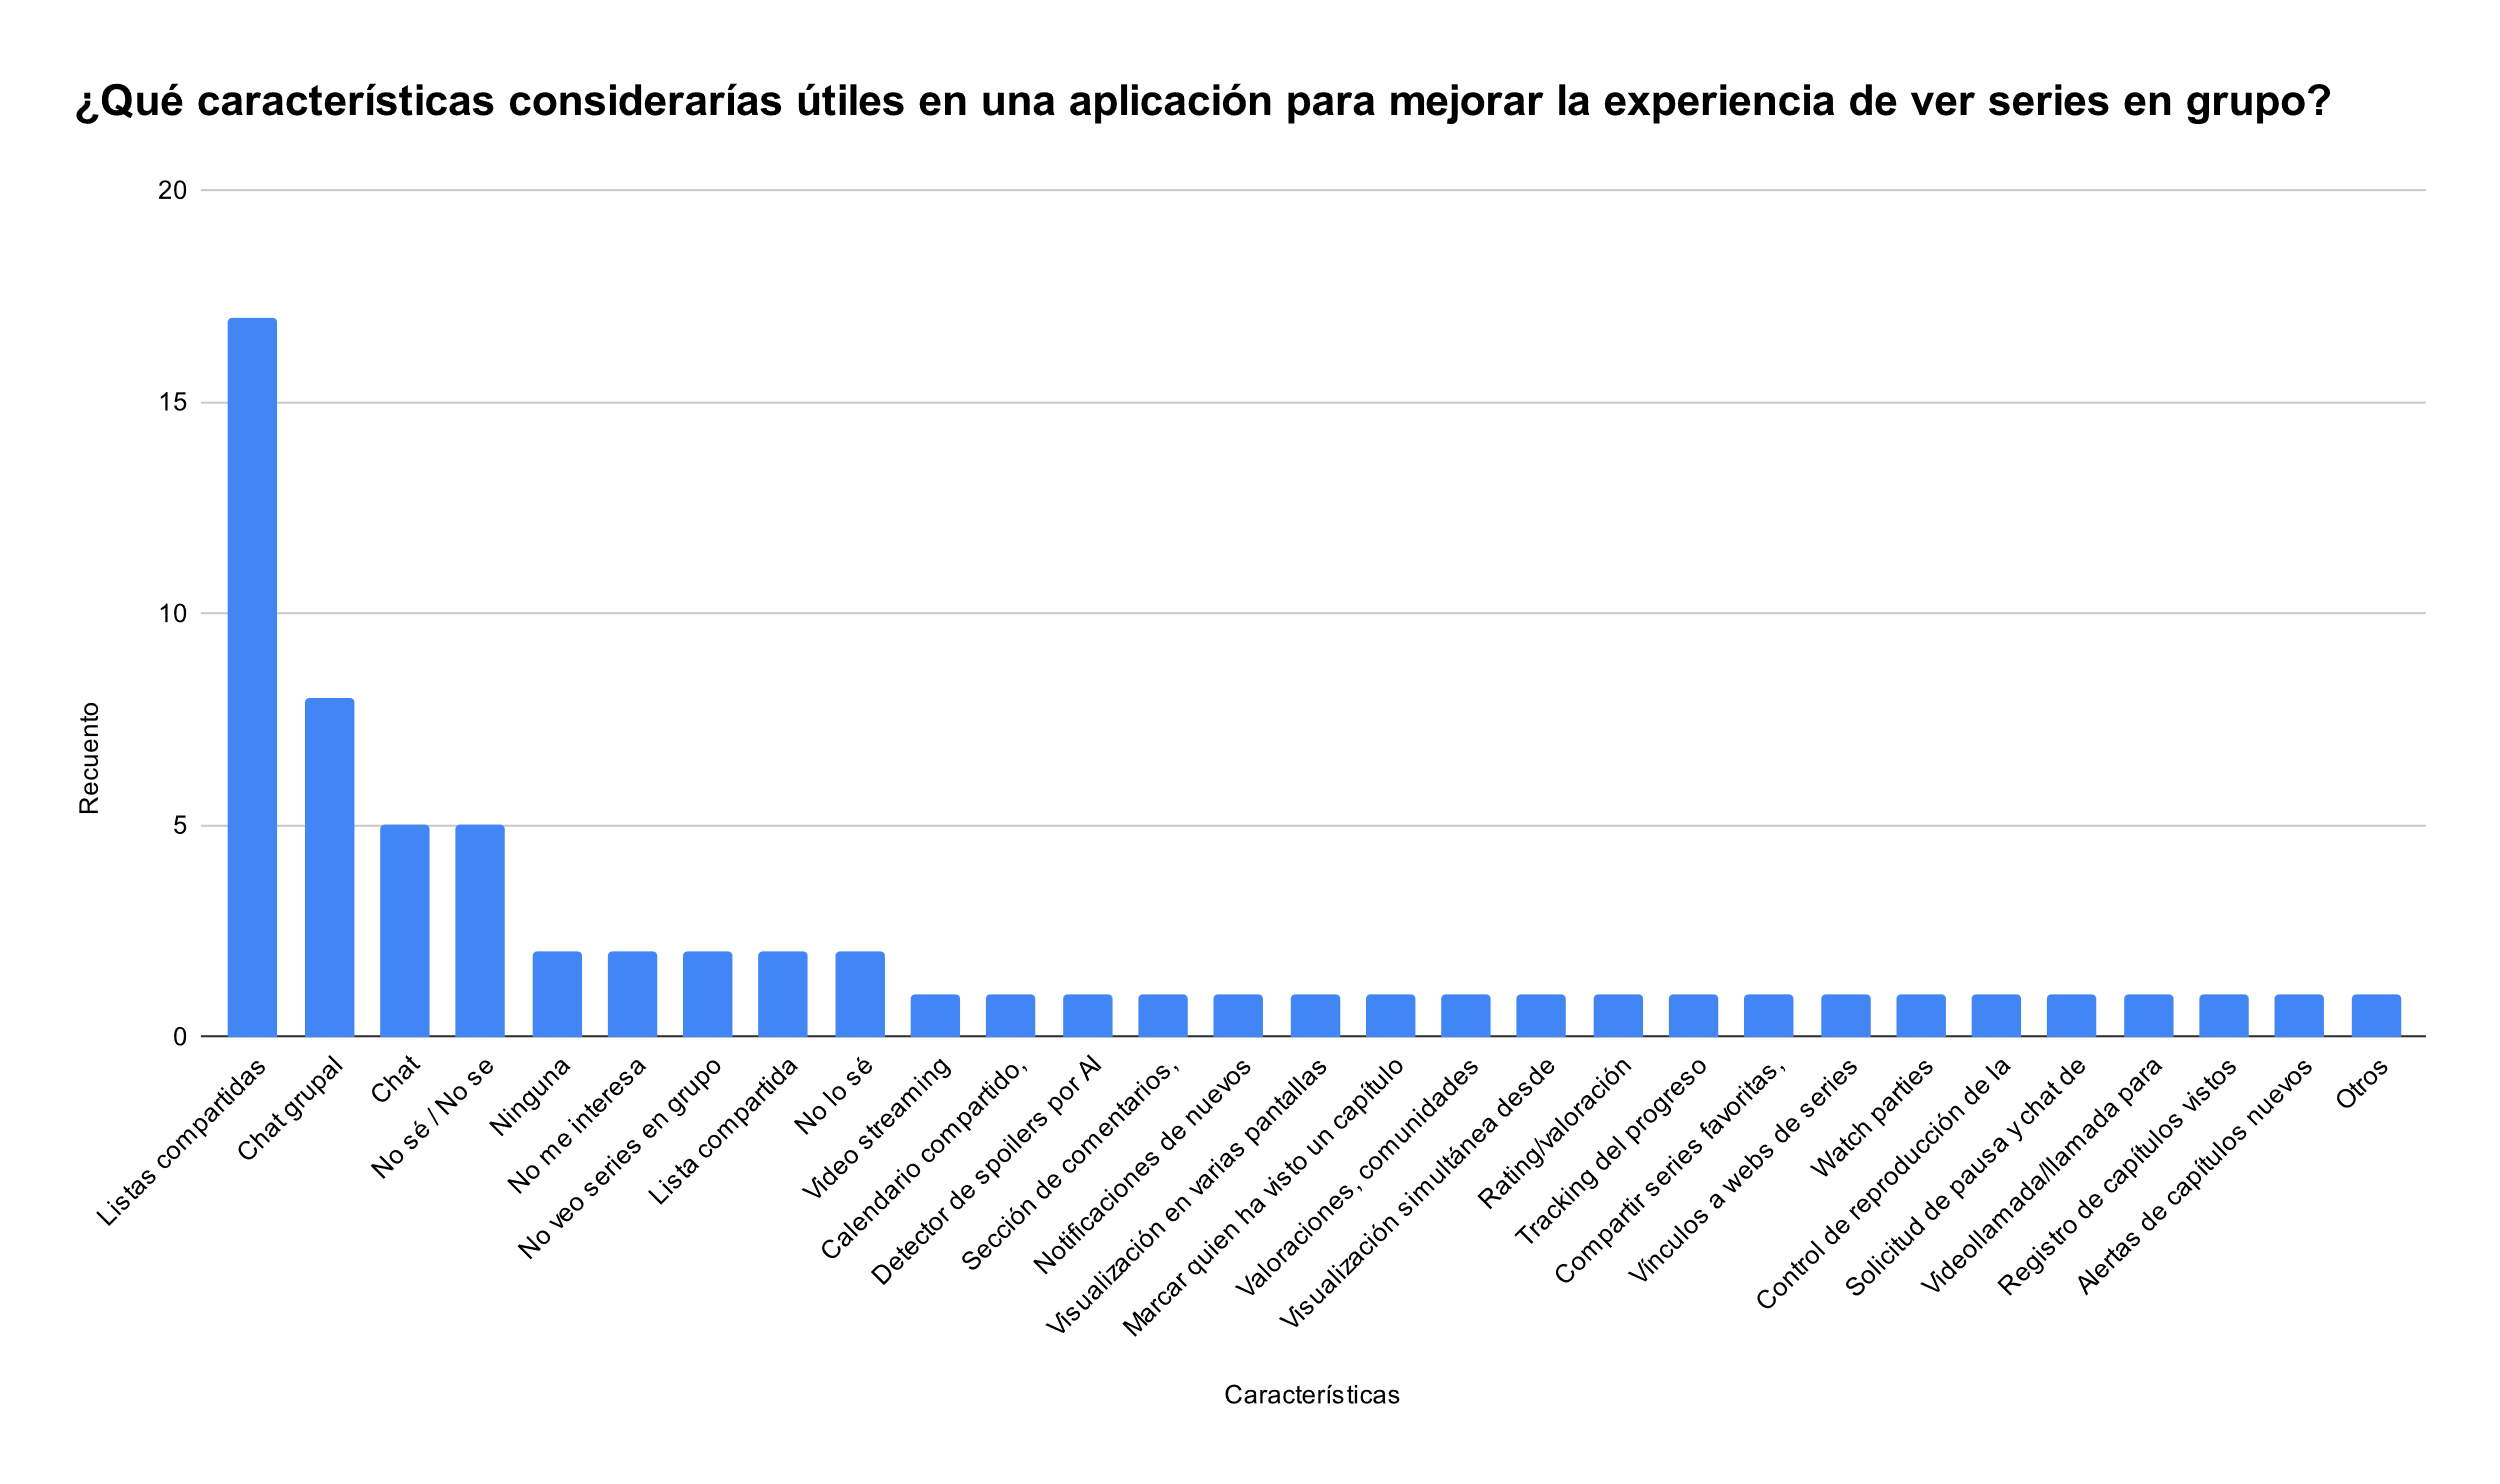 ¿Qué características considerarías útiles en una aplicación para mejorar la experiencia de ver series en grupo?
20
15
10
5
0
Recuento
Listas compartidas
Chat grupal
Chat
No sé / No se
Ninguna
No me interesa
No veo series en grupo
Lista compartida
No lo sé
Video streaming
Calendario compartido,
Detector de spoilers por AI
Sección de comentarios,
Notificaciones de nuevos
Visualización en varias pantallas
Marcar quien ha visto un capítulo
Valoraciones, comunidades
Visualización simultánea desde
Rating/valoración
Tracking del progreso
Compartir series favoritas,
Vínculos a webs de series
Watch parties
Control de reproducción de la
Solicitud de pausa y chat de
Videollamada/llamada para
Registro de capítulos vistos
Alertas de capítulos nuevos
Otros
Características